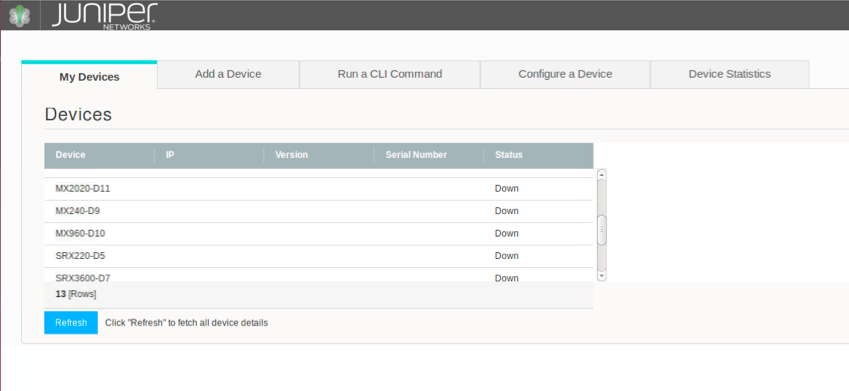 JUNIPER
NETWORKS
My Devices Add a Device Run a CLI Command Configure a Device Device Statistics
Devices
Device IP Version Serial Number Status
MX2020-D11 Down
MX240-D9 Down
MX960-D10 Down
SRX220-D5 Down
SRX3600-D7 Down
13 [Rows]
Refresh Click "Refresh" to fetch all device details